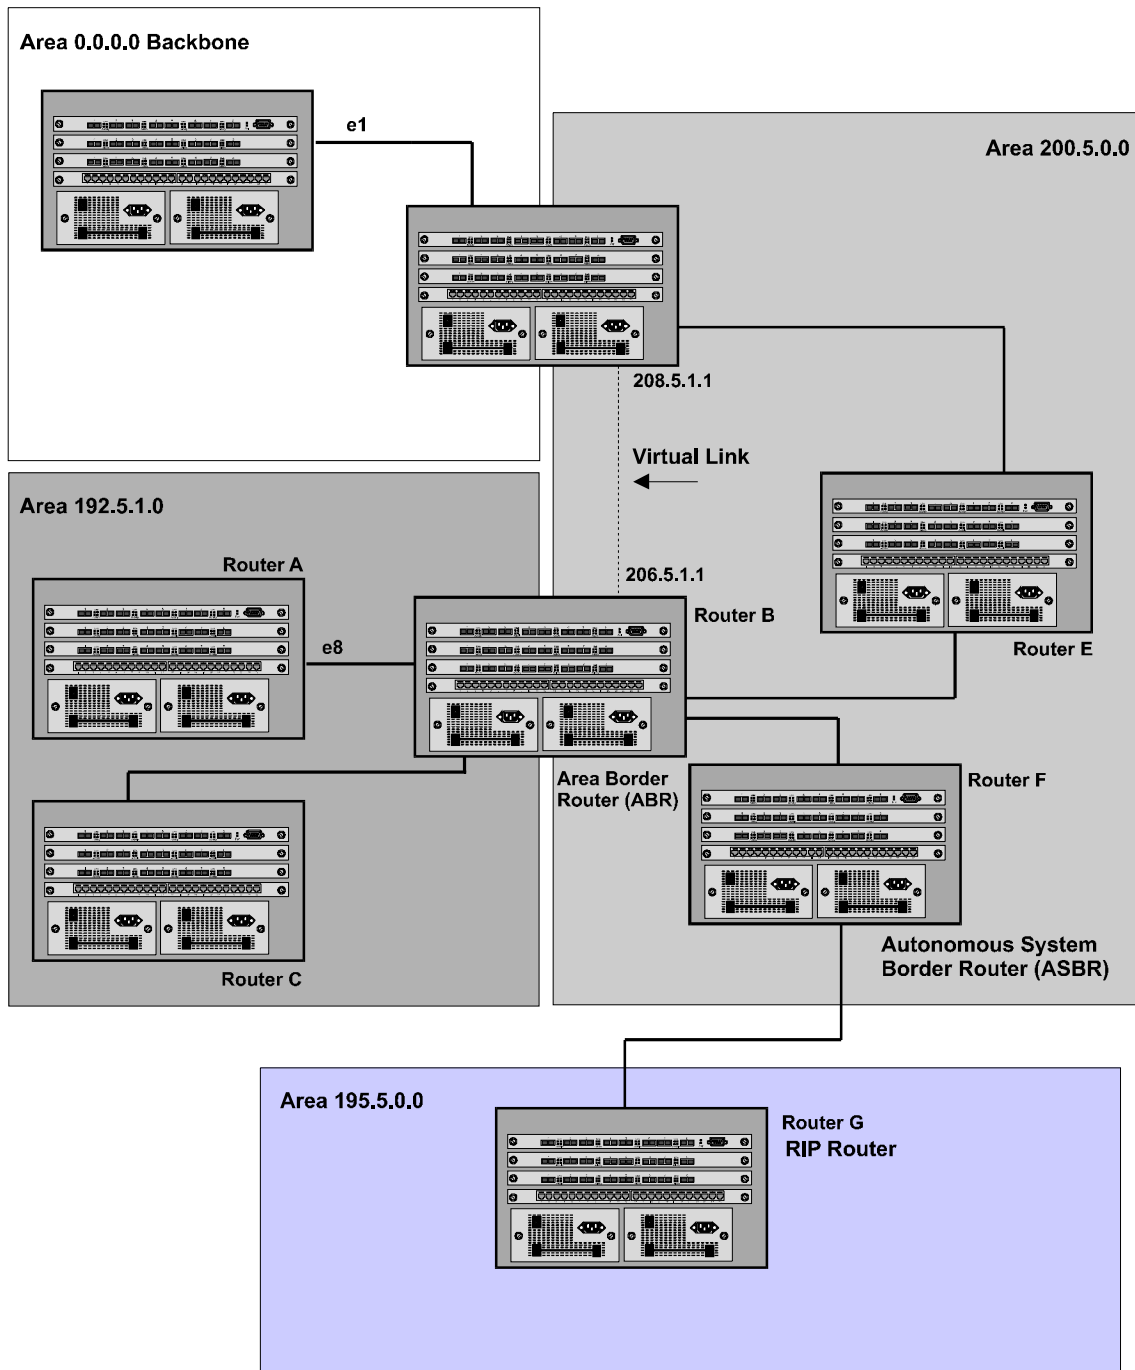 Area 0.0.0.0 Backbone
e1
Area 200.5.0.0
208.5.1.1
Virtual Link
Area 192.5.1.0
Router A
206.5.1.1
Router B
e8
Router E
Area Border
Router (ABR)
Router F
Autonomous System
Border Router (ASBR)
Router C
Area 195.5.0.0
Router G
RIP Router